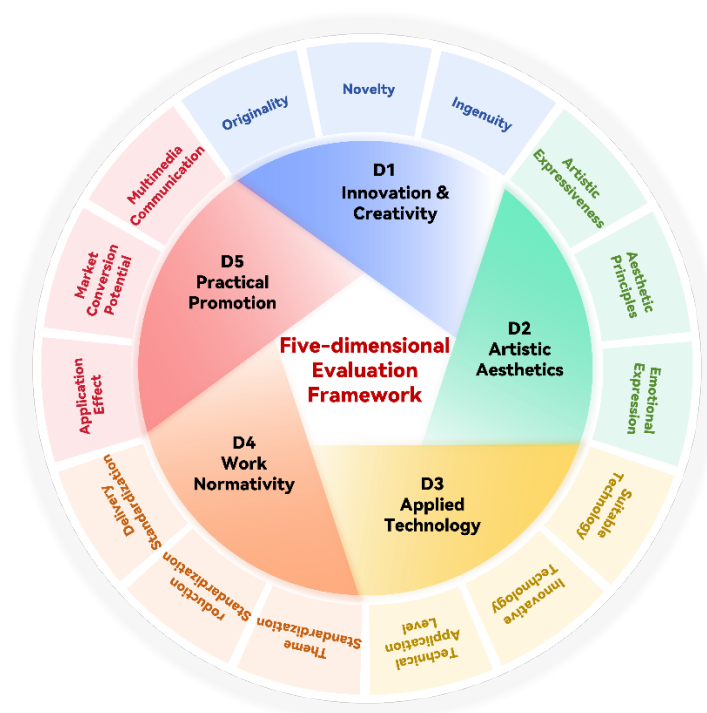 Five-dimensional
Evaluation
Framework
D1
Innovation &
Creativity
Originality
Novelty
Ingenuity
D2
Artistic
Aesthetics
Artistic
Expressiveness
Aesthetic
Principles
Emotional
Expression
D3
Applied
Technology
Suitable
Technology
Innovative
Technology
Technical
Application
Level
D4
Work
Normativity
Theme
Standardization
roduction
Standardization
Delivery
Standardization
D5
Practical
Promotion
Application
Effect
Market
Conversion
Potential
Multimedia
Communication